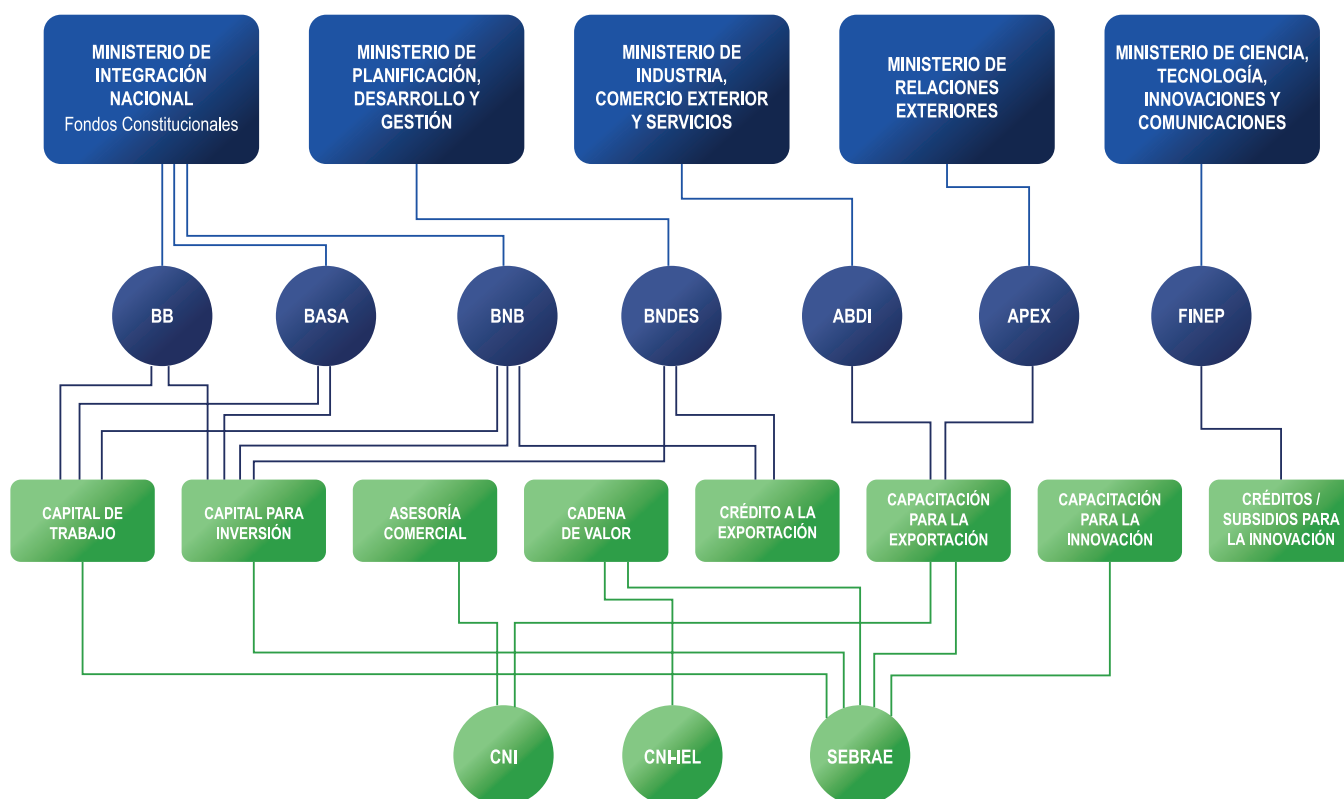 MINISTERIO DE
INTEGRACIÓN
NACIONAL
Fondos Constitucionales
MINISTERIO DE
PLANIFICACIÓN,
DESARROLLO Y
GESTIÓN
MINISTERIO DE
INDUSTRIA,
COMERCIO EXTERIOR
Y SERVICIOS
MINISTERIO DE
RELACIONES
EXTERIORES
MINISTERIO DE CIENCIA,
TECNOLOGÍA,
INNOVACIONES Y
COMUNICACIONES
BB
BASA
BNB
BNDES
ABDI
APEX
FINEP
CAPITAL DE
TRABAJO
CAPITAL PARA
INVERSIÓN
ASESORÍA
COMERCIAL
CADENA
DE VALOR
CRÉDITO A LA
EXPORTACIÓN
CAPACITACIÓN
PARA LA
EXPORTACIÓN
CAPACITACIÓN
PARA LA
INNOVACIÓN
CRÉDITOS /
SUBSIDIOS PARA
LA INNOVACIÓN
CNI
CNI-IEL
SEBRAE